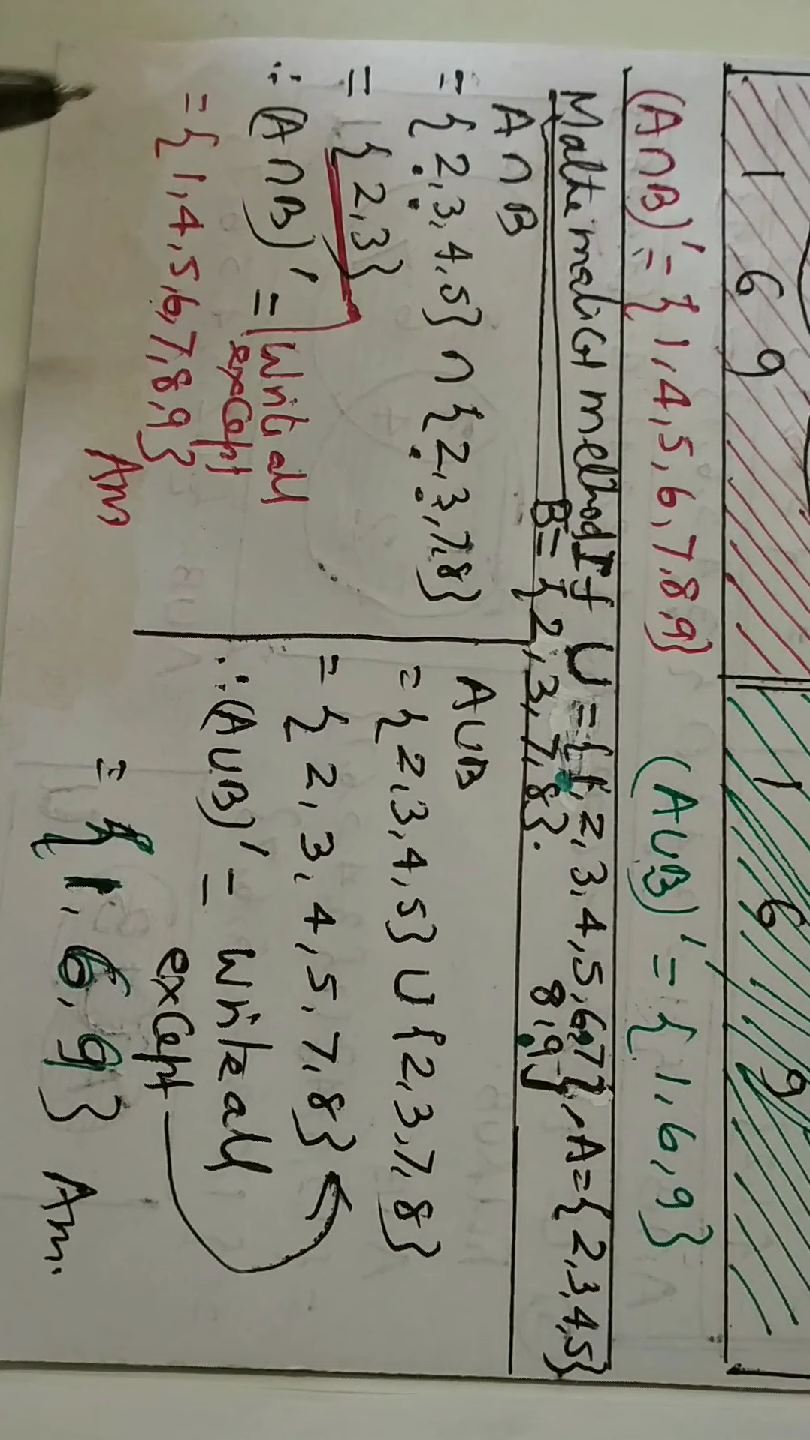 1 6 9
1 6 9
(A∩B)' = {1,4,5,6,7,8,9}
(A∪B)' = {1,6,9}
Mathematical method If U = {1,2,3,4,5,6,7, 8,9}, A = {2,3,4,5}
B = {2,3,7,8}.
A∩B
= {2,3,4,5} ∩ {2,3,7,8}
= {2,3}
∴ (A∩B)' = Write all
except
= {1,4,5,6,7,8,9}
Ans
A∪B
= {2,3,4,5} ∪ {2,3,7,8}
= {2,3,4,5,7,8}
∴ (A∪B)' = Write all
except
= {1,6,9} Ans.